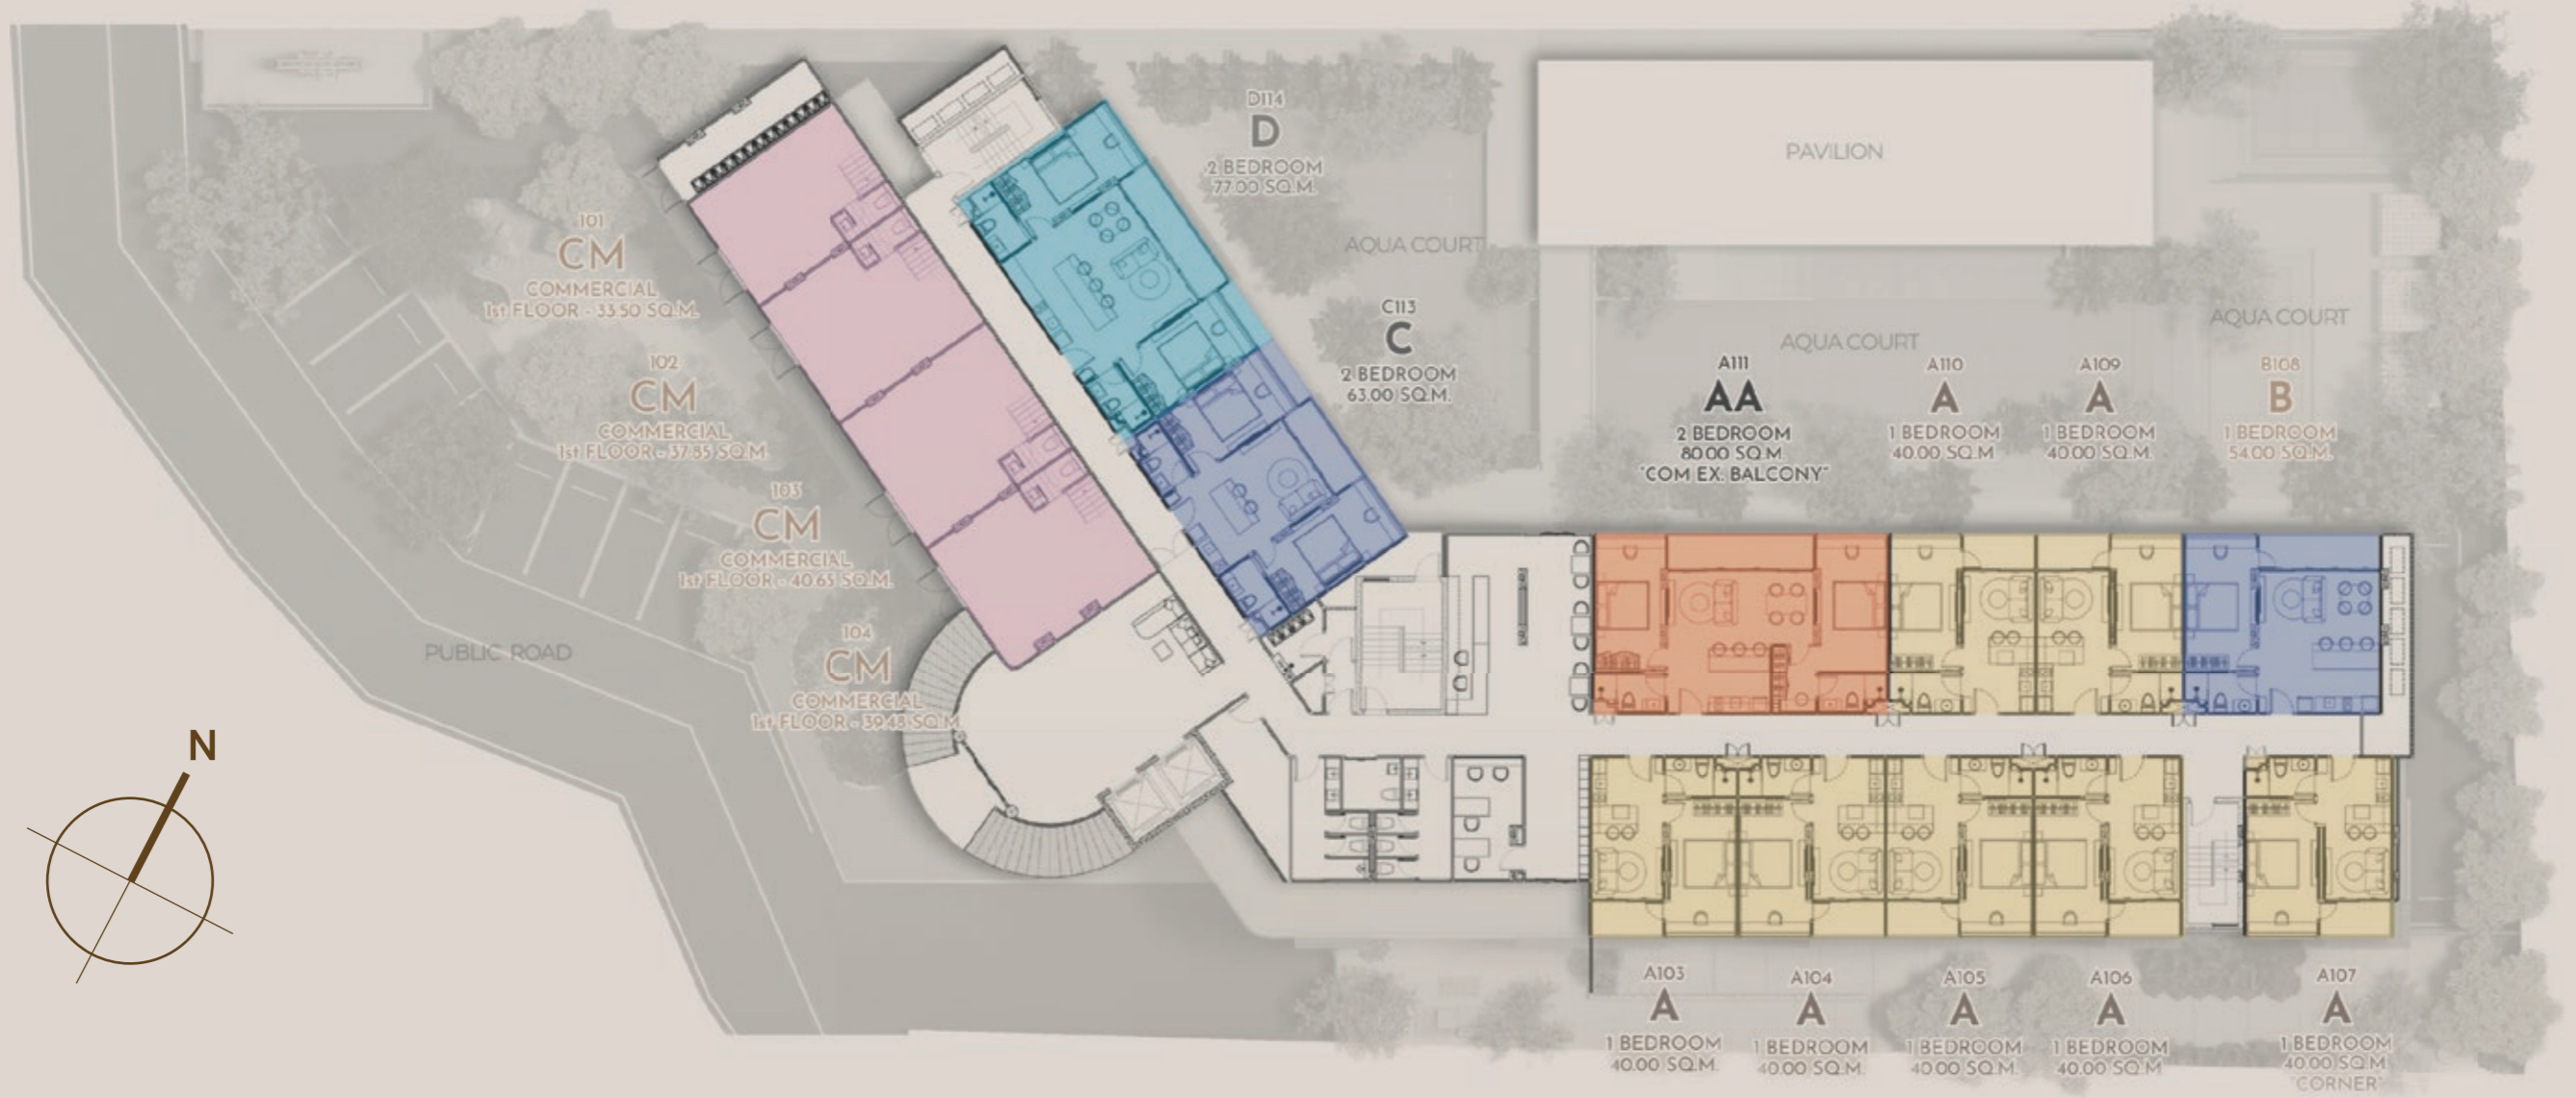 D114
D
2 BEDROOM
77.00 SQ.M.
PAVILION
101
CM
COMMERCIAL
1st FLOOR - 33.50 SQ.M.
AQUA COURT
C113
C
2 BEDROOM
63.00 SQ.M.
AQUA COURT
AQUA COURT
102
CM
COMMERCIAL
1st FLOOR - 37.85 SQ.M.
A111
AA
2 BEDROOM
80.00 SQ.M.
"COM EX. BALCONY"
A110
A
1 BEDROOM
40.00 SQ.M
A109
A
1 BEDROOM
40.00 SQ.M.
B108
B
1 BEDROOM
54.00 SQ.M.
103
CM
COMMERCIAL
1st FLOOR - 40.65 SQ.M.
PUBLIC ROAD
104
CM
COMMERCIAL
1st FLOOR - 39.48 SQ.M
N
A103
A
1 BEDROOM
40.00 SQ.M.
A104
A
1 BEDROOM
40.00 SQ.M.
A105
A
1 BEDROOM
40.00 SQ.M.
A106
A
1 BEDROOM
40.00 SQ.M.
A107
A
1 BEDROOM
40.00 SQ.M
"CORNER"